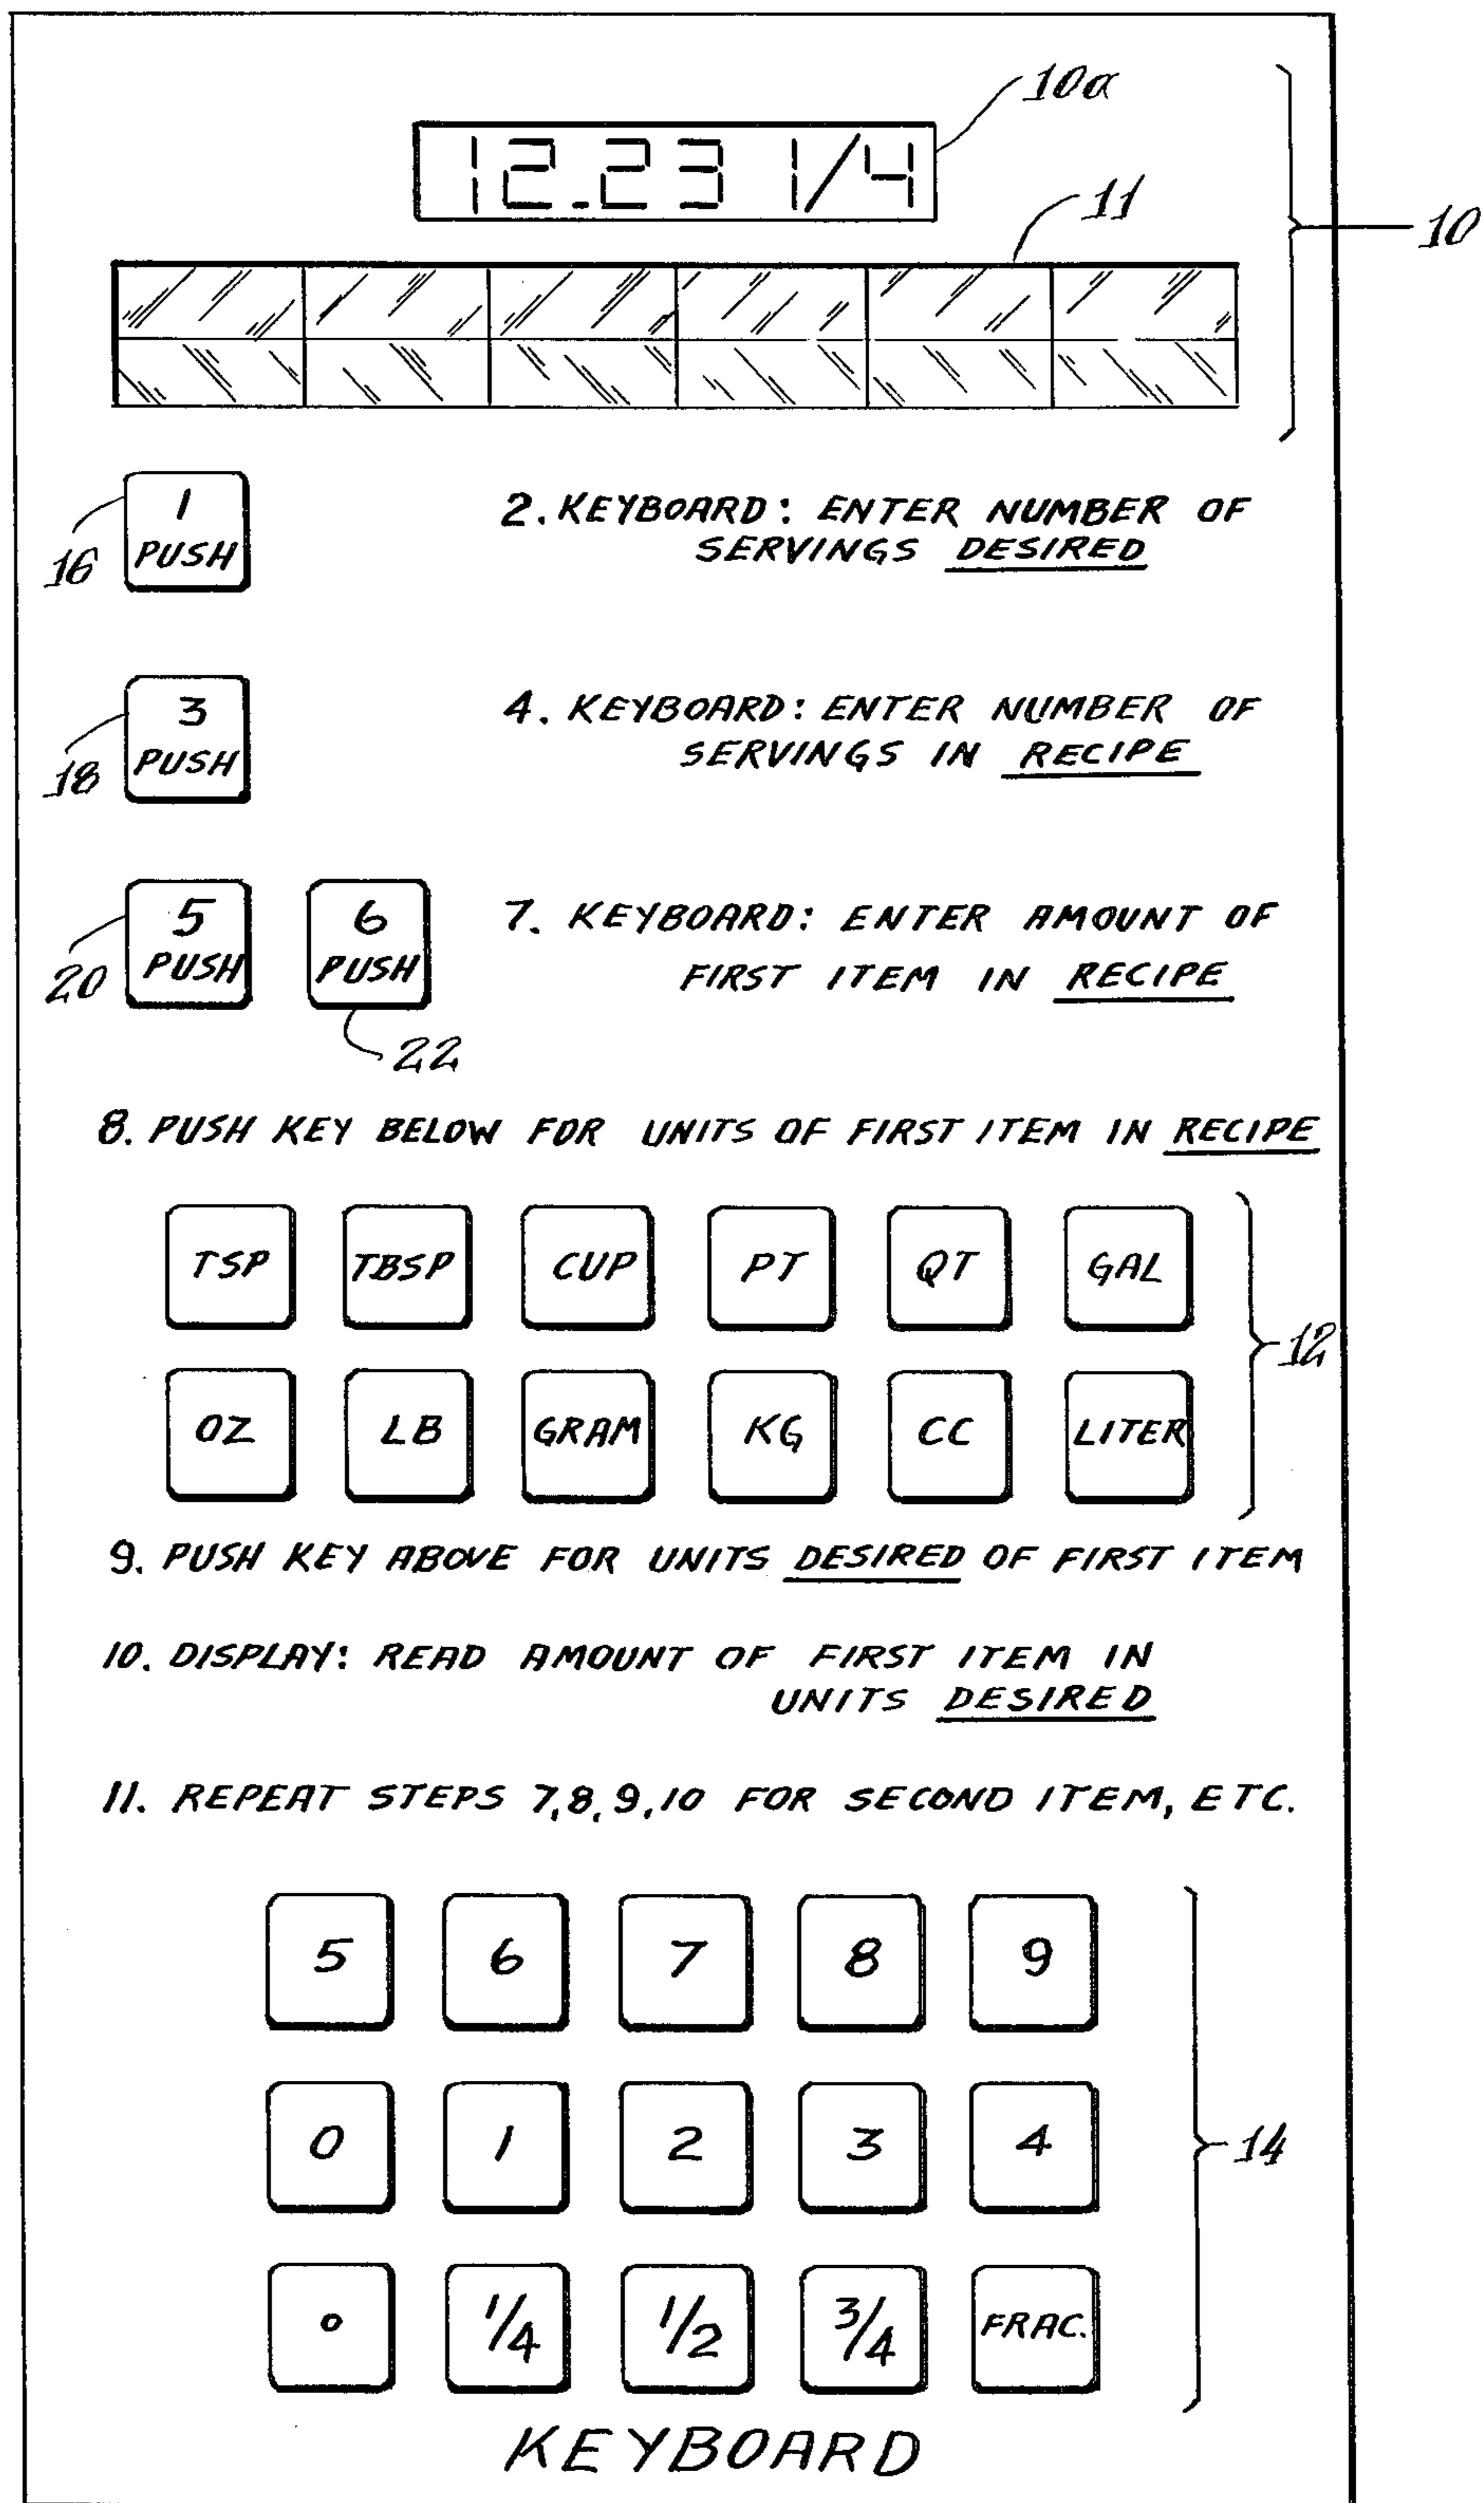 10a
12.23 1/4
11
10
1 PUSH
16
2. KEYBOARD: ENTER NUMBER OF
SERVINGS DESIRED
3 PUSH
18
4. KEYBOARD: ENTER NUMBER OF
SERVINGS IN RECIPE
5 PUSH
6 PUSH
20
22
7. KEYBOARD: ENTER AMOUNT OF
FIRST ITEM IN RECIPE
8. PUSH KEY BELOW FOR UNITS OF FIRST ITEM IN RECIPE
TSP TBSP CUP PT QT GAL
12
OZ LB GRAM KG CC LITER
9. PUSH KEY ABOVE FOR UNITS DESIRED OF FIRST ITEM
10. DISPLAY: READ AMOUNT OF FIRST ITEM IN
UNITS DESIRED
11. REPEAT STEPS 7,8,9,10 FOR SECOND ITEM, ETC.
5 6 7 8 9
0 1 2 3 4
14
° 1/4 1/2 3/4 FRAC.
KEYBOARD